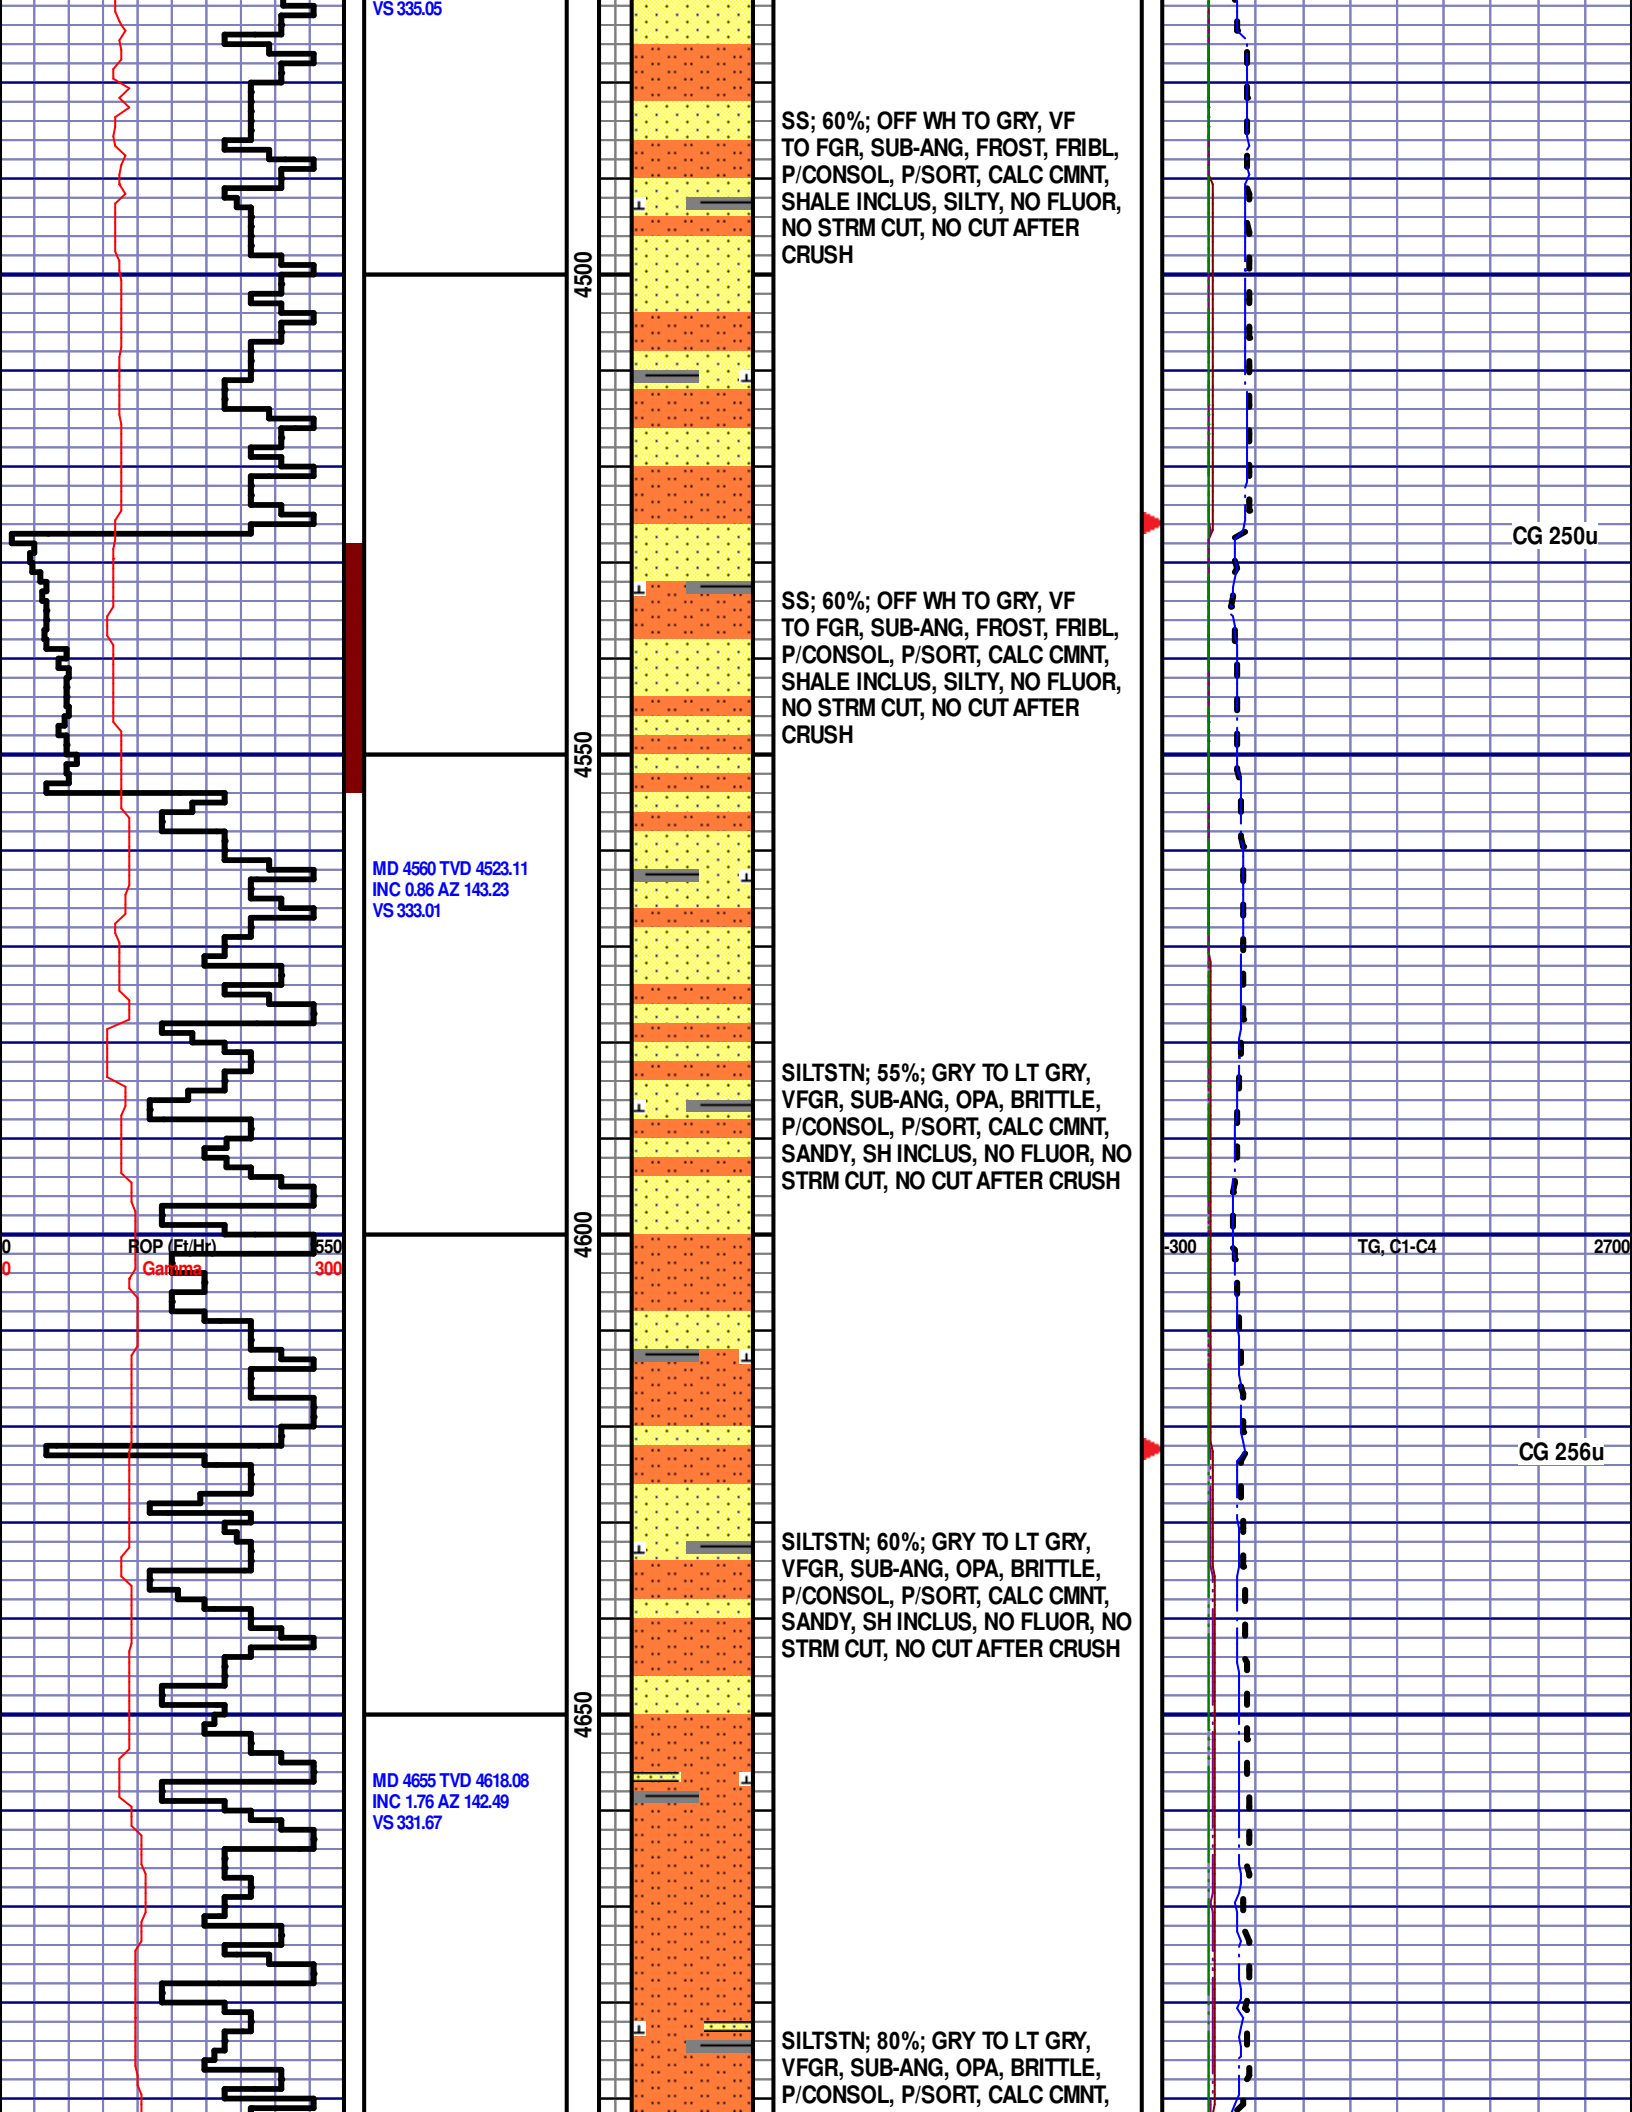 VS 335.05
SS; 60%; OFF WH TO GRY, VF
TO FGR, SUB-ANG, FROST, FRIBL,
P/CONSOL, P/SORT, CALC CMNT,
SHALE INCLUS, SILTY, NO FLUOR,
NO STRM CUT, NO CUT AFTER
CRUSH
4500
CG 250u
SS; 60%; OFF WH TO GRY, VF
TO FGR, SUB-ANG, FROST, FRIBL,
P/CONSOL, P/SORT, CALC CMNT,
SHALE INCLUS, SILTY, NO FLUOR,
NO STRM CUT, NO CUT AFTER
CRUSH
4550
MD 4560 TVD 4523.11
INC 0.86 AZ 143.23
VS 333.01
SILTSTN; 55%; GRY TO LT GRY,
VFGR, SUB-ANG, OPA, BRITTLE,
P/CONSOL, P/SORT, CALC CMNT,
SANDY, SH INCLUS, NO FLUOR, NO
STRM CUT, NO CUT AFTER CRUSH
4600
0 ROP (Ft/Hr) 550
0 Gamma 300
-300 TG, C1-C4 2700
CG 256u
SILTSTN; 60%; GRY TO LT GRY,
VFGR, SUB-ANG, OPA, BRITTLE,
P/CONSOL, P/SORT, CALC CMNT,
SANDY, SH INCLUS, NO FLUOR, NO
STRM CUT, NO CUT AFTER CRUSH
4650
MD 4655 TVD 4618.08
INC 1.76 AZ 142.49
VS 331.67
SILTSTN; 80%; GRY TO LT GRY,
VFGR, SUB-ANG, OPA, BRITTLE,
P/CONSOL, P/SORT, CALC CMNT,